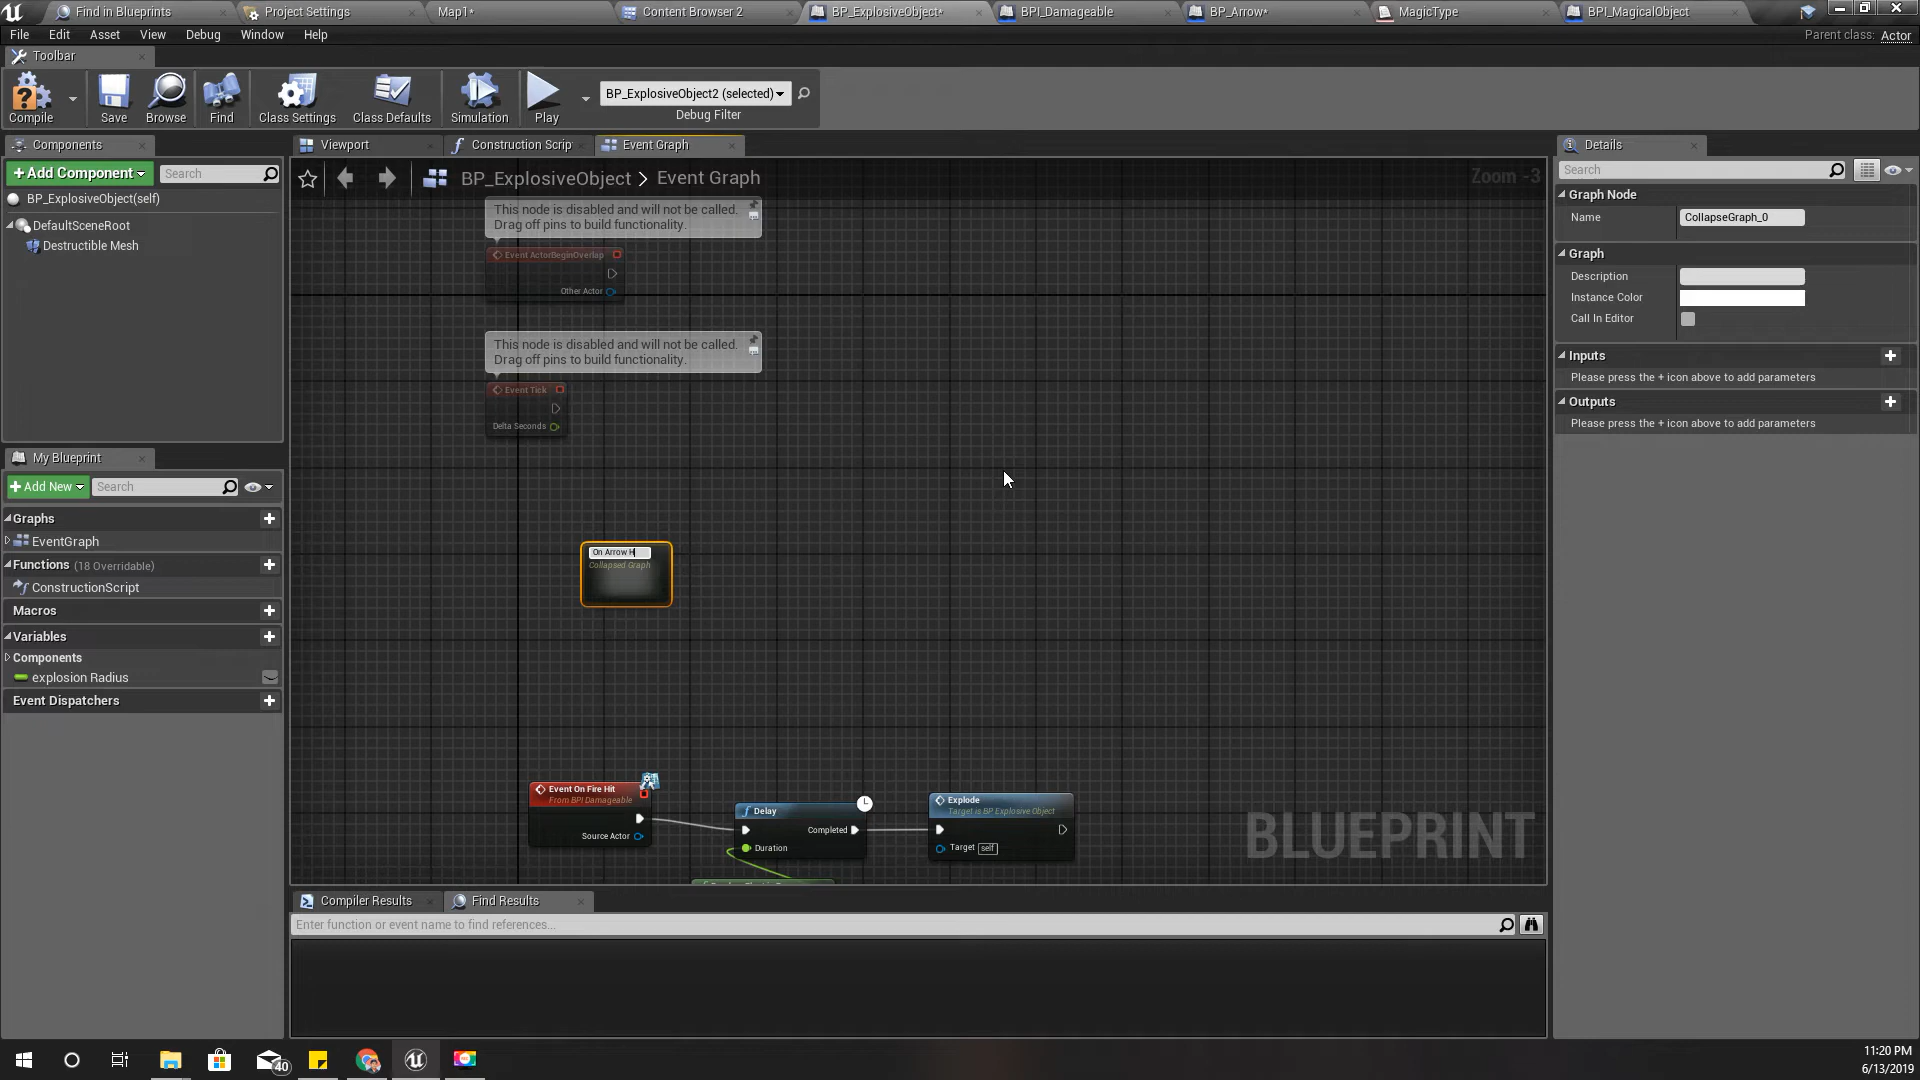 Find in Blueprints
Project Settings
Map1*
Content Browser 2
BP_ExplosiveObject*
BPI_Damageable
BP_Arrow*
MagicType
BPI_MagicalObject
File Edit Asset View Debug Window Help
Parent class: Actor
Toolbar
Compile
Save
Browse
Find
Class Settings
Class Defaults
Simulation
Play
BP_ExplosiveObject2 (selected)
Debug Filter
Components
+ Add Component
Search
BP_ExplosiveObject(self)
DefaultSceneRoot
Destructible Mesh
My Blueprint
+ Add New
Search
Graphs
EventGraph
Functions (18 Overridable)
ConstructionScript
Macros
Variables
Components
explosion Radius
Event Dispatchers
Viewport
Construction Scrip
Event Graph
BP_ExplosiveObject > Event Graph
Zoom -3
This node is disabled and will not be called.
Drag off pins to build functionality.
Event ActorBeginOverlap
Other Actor
This node is disabled and will not be called.
Drag off pins to build functionality.
Event Tick
Delta Seconds
On Arrow H
Collapsed Graph
Event On Fire Hit
From BPI Damageable
Source Actor
Delay
Completed
Duration
Explode
Target is BP Explosive Object
Target self
BLUEPRINT
Compiler Results
Find Results
Enter function or event name to find references...
Details
Search
Graph Node
Name CollapseGraph_0
Graph
Description
Instance Color
Call In Editor
Inputs
Please press the + icon above to add parameters
Outputs
Please press the + icon above to add parameters
40
11:20 PM
6/13/2019